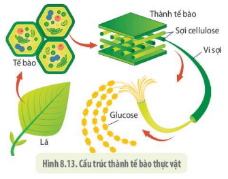 Thành tế bào
Sợi cellulose
Vi sợi
Tế bào
Glucose
Lá
Hình 8.13. Cấu trúc thành tế bào thực vật